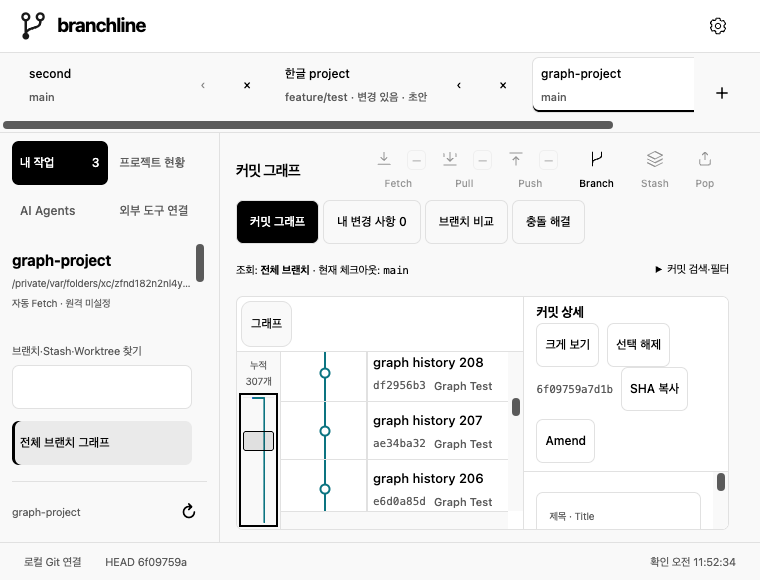 branchline
second
main
한글 project
feature/test · 변경 있음 · 초안
graph-project
main
내 작업 3
프로젝트 현황
AI Agents
외부 도구 연결
graph-project
/private/var/folders/xc/zfnd182n2nl4y...
자동 Fetch · 원격 미설정
브랜치·Stash·Worktree 찾기
전체 브랜치 그래프
graph-project
커밋 그래프
Fetch
Pull
Push
Branch
Stash
Pop
커밋 그래프
내 변경 사항 0
브랜치 비교
충돌 해결
조회: 전체 브랜치 · 현재 체크아웃: main
▶ 커밋 검색·필터
그래프
누적
307개
graph history 208
df2956b3 Graph Test
graph history 207
ae34ba32 Graph Test
graph history 206
e6d0a85d Graph Test
커밋 상세
크게 보기
선택 해제
6f09759a7d1b
SHA 복사
Amend
제목 · Title
로컬 Git 연결
HEAD 6f09759a
확인 오전 11:52:34